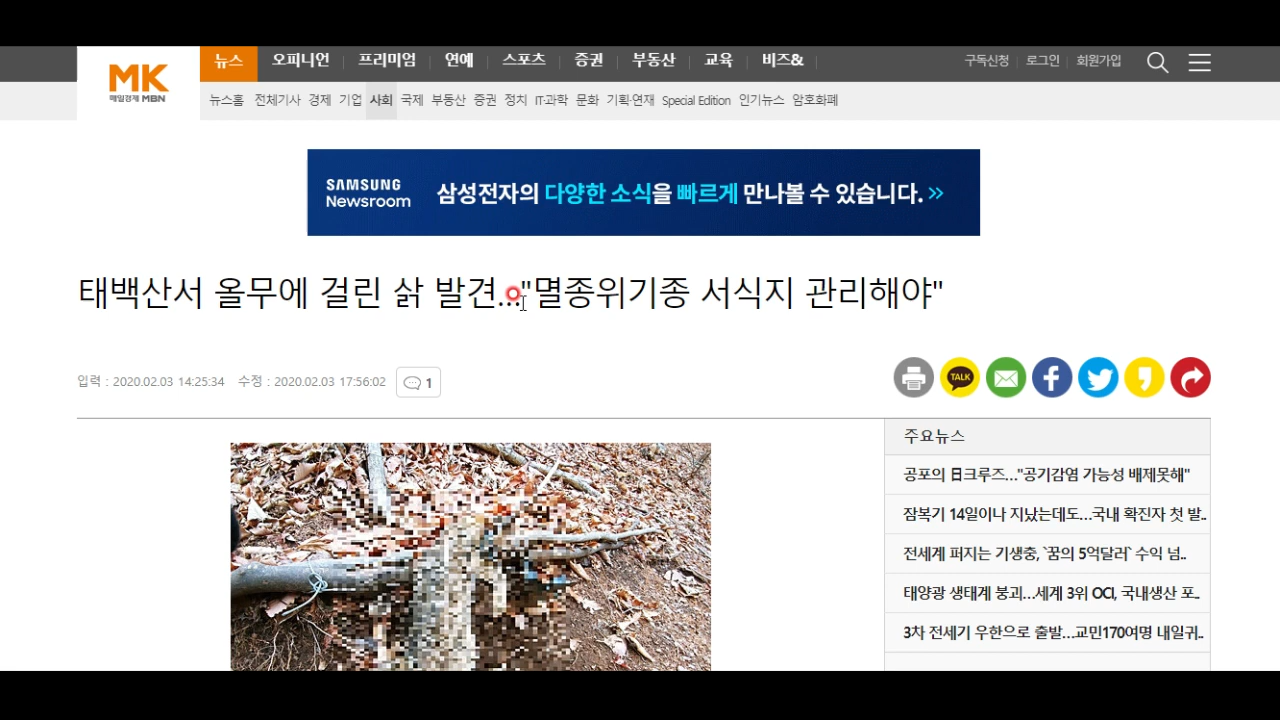 MK
매일경제 MBN
뉴스 오피니언 프리미엄 연예 스포츠 증권 부동산 교육 비즈&
구독신청 로그인 회원가입
뉴스홈 전체기사 경제 기업 사회 국제 부동산 증권 정치 IT·과학 문화 기획·연재 Special Edition 인기뉴스 암호화폐
SAMSUNG
Newsroom
삼성전자의 다양한 소식을 빠르게 만나볼 수 있습니다. »
태백산서 올무에 걸린 삵 발견..."멸종위기종 서식지 관리해야"
입력 : 2020.02.03 14:25:34 수정 : 2020.02.03 17:56:02 1
TALK
주요뉴스
공포의 日크루즈..."공기감염 가능성 배제못해"
잠복기 14일이나 지났는데도...국내 확진자 첫 발..
전세계 퍼지는 기생충, `꿈의 5억달러` 수익 넘..
태양광 생태계 붕괴...세계 3위 OCI, 국내생산 포..
3차 전세기 우한으로 출발...교민170여명 내일귀..